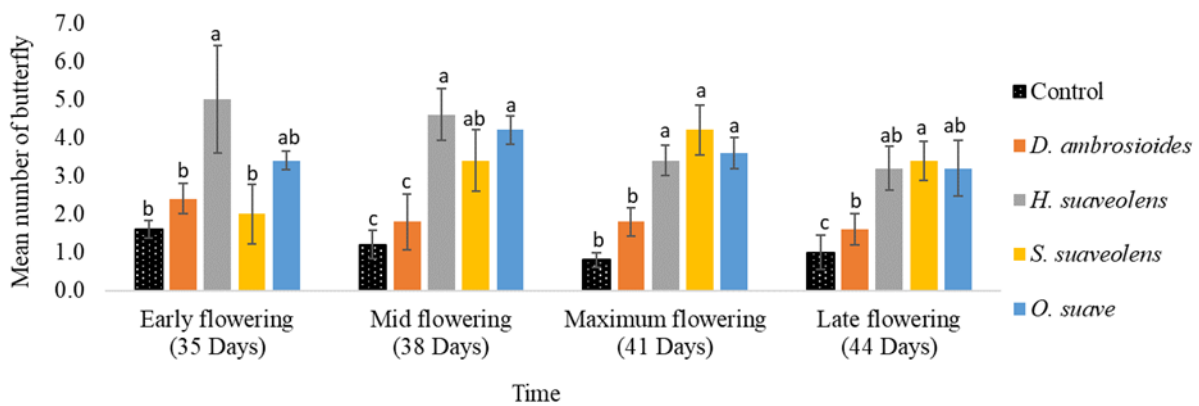 Mean number of butterfly
7.0
6.0
5.0
4.0
3.0
2.0
1.0
0.0
b
b
a
b
ab
c
c
a
ab
a
b
b
a
a
a
c
b
ab
a
ab
Early flowering
(35 Days)
Mid flowering
(38 Days)
Maximum flowering
(41 Days)
Late flowering
(44 Days)
Time
Control
D. ambrosioides
H. suaveolens
S. suaveolens
O. suave